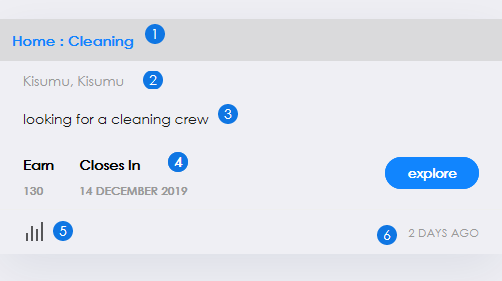 Home : Cleaning 1
Kisumu, Kisumu 2
looking for a cleaning crew 3
Earn Closes In 4
explore
130 14 DECEMBER 2019
5
6 2 DAYS AGO